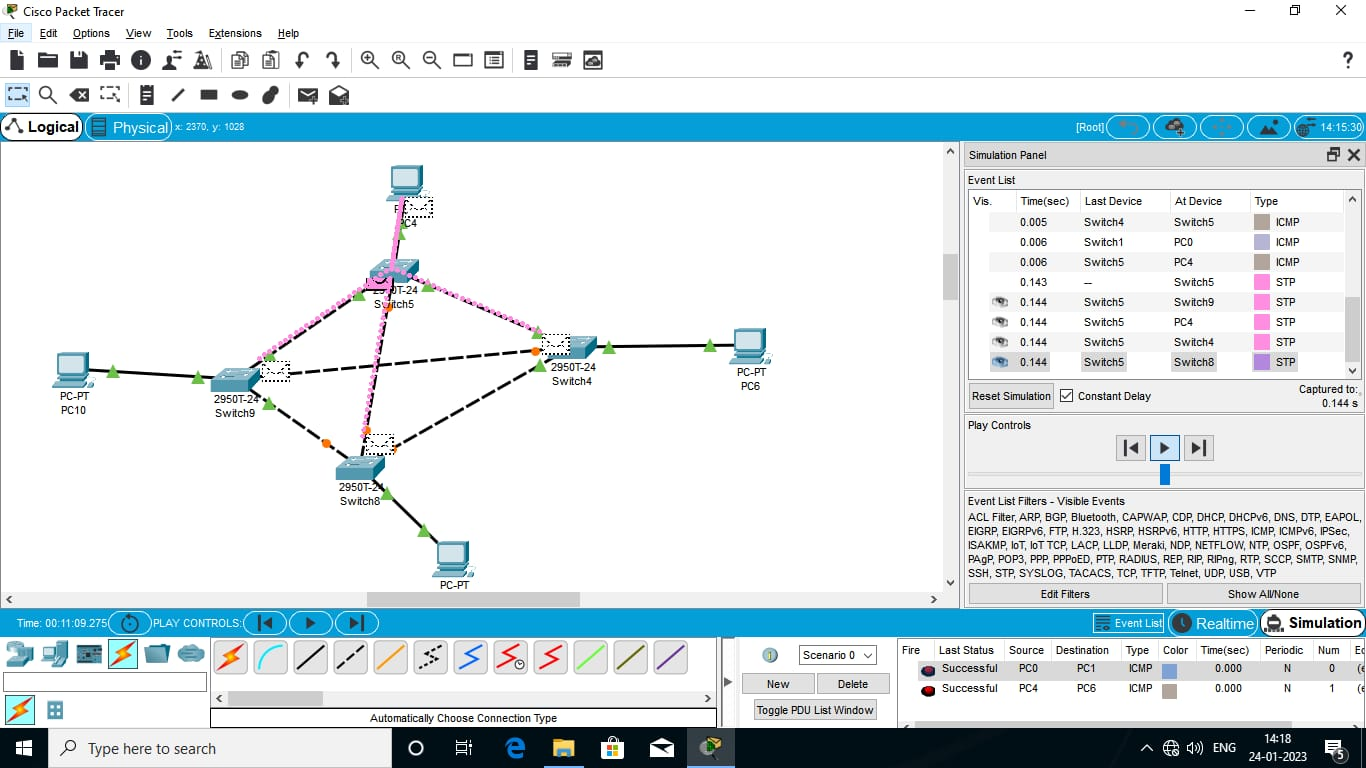 Cisco Packet Tracer
File Edit Options View Tools Extensions Help
Logical Physical x: 2370, y: 1028 [Root] 14:15:30
PC4
2950T-24
Switch5
2950T-24
Switch4
PC-PT
PC6
PC-PT
PC10
2950T-24
Switch9
2950T-24
Switch8
PC-PT
Simulation Panel
Event List
Vis. Time(sec) Last Device At Device Type
0.005 Switch4 Switch5 ICMP
0.006 Switch1 PC0 ICMP
0.006 Switch5 PC4 ICMP
0.143 -- Switch5 STP
0.144 Switch5 Switch9 STP
0.144 Switch5 PC4 STP
0.144 Switch5 Switch4 STP
0.144 Switch5 Switch8 STP
Reset Simulation Constant Delay Captured to:
0.144 s
Play Controls
Event List Filters - Visible Events
ACL Filter, ARP, BGP, Bluetooth, CAPWAP, CDP, DHCP, DHCPv6, DNS, DTP, EAPOL,
EIGRP, EIGRPv6, FTP, H.323, HSRP, HSRPv6, HTTP, HTTPS, ICMP, ICMPv6, IPSec,
ISAKMP, IoT, IoT TCP, LACP, LLDP, Meraki, NDP, NETFLOW, NTP, OSPF, OSPFv6,
PAgP, POP3, PPP, PPPoED, PTP, RADIUS, REP, RIP, RIPng, RTP, SCCP, SMTP, SNMP,
SSH, STP, SYSLOG, TACACS, TCP, TFTP, Telnet, UDP, USB, VTP
Edit Filters Show All/None
Time: 00:11:09.275 PLAY CONTROLS: Event List Realtime Simulation
Automatically Choose Connection Type
Scenario 0
New Delete
Toggle PDU List Window
Fire Last Status Source Destination Type Color Time(sec) Periodic Num Ed
Successful PC0 PC1 ICMP 0.000 N 0 (e
Successful PC4 PC6 ICMP 0.000 N 1 (e
Type here to search
ENG
14:18
24-01-2023
5